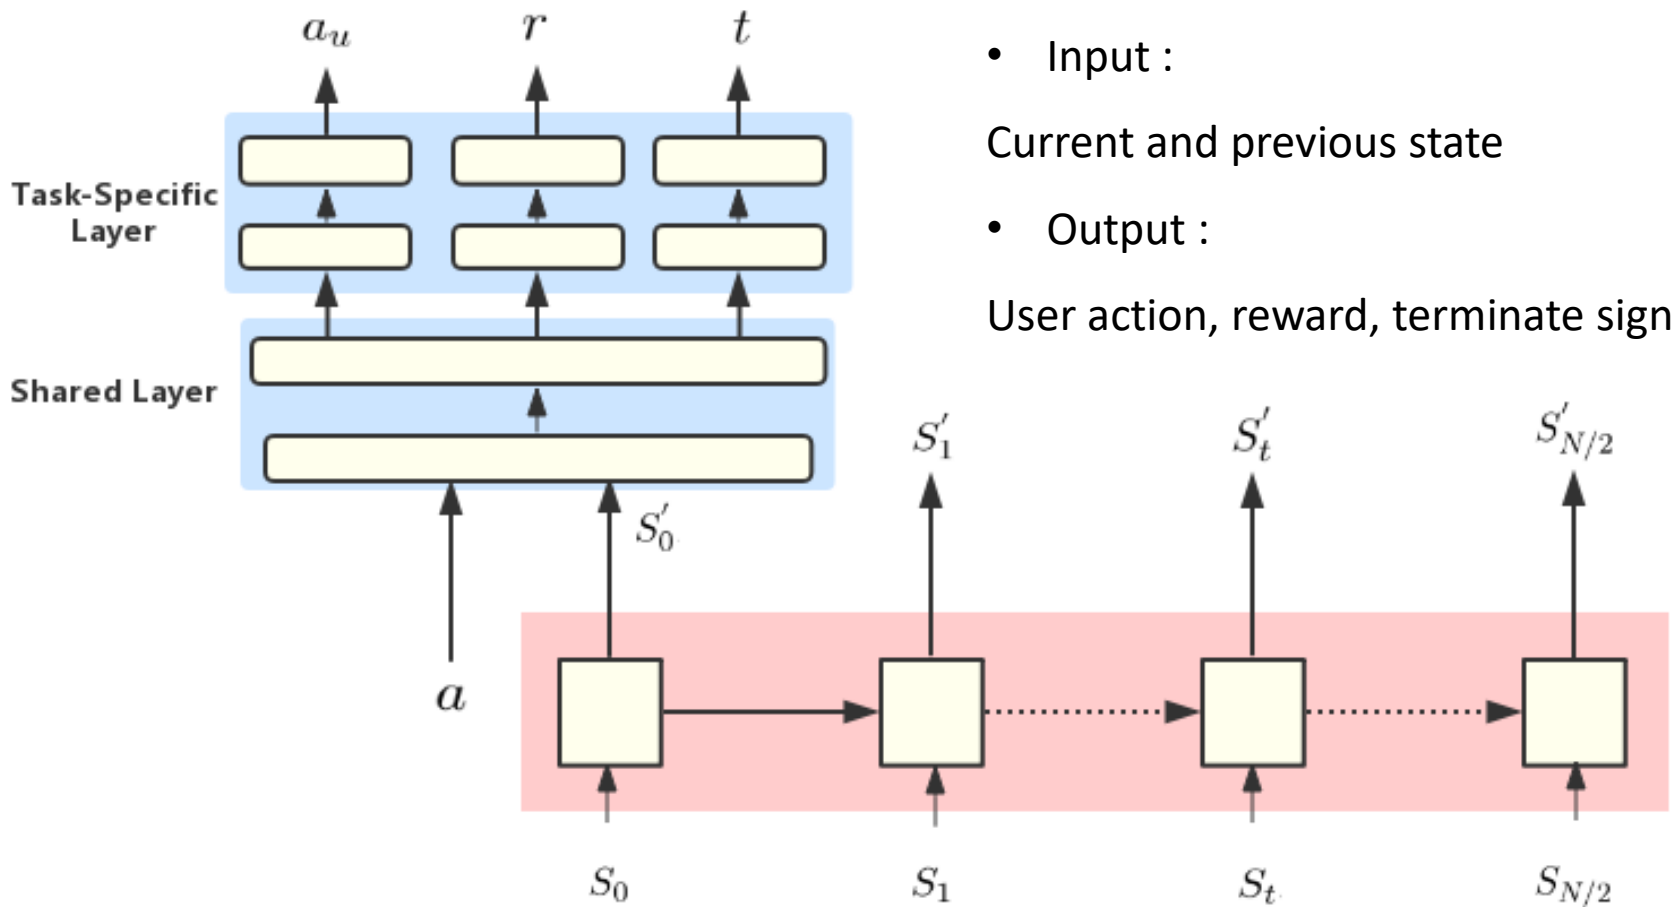 a_u r t
• Input :
Current and previous state
Task-Specific
Layer
• Output :
User action, reward, terminate sign
Shared Layer
S'_1 S'_t S'_{N/2}
S'_0
a
S_0 S_1 S_t S_{N/2}